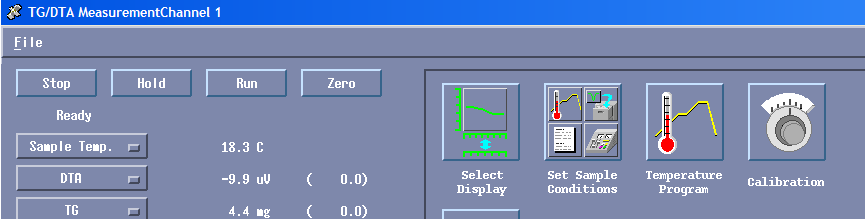 TG/DTA MeasurementChannel 1
File
Stop Hold Run Zero
Ready
Sample Temp. 18.3 C
DTA -9.9 uV ( 0.0)
TG 4.4 mg ( 0.0)
Select Display
Set Sample Conditions
Temperature Program
Calibration